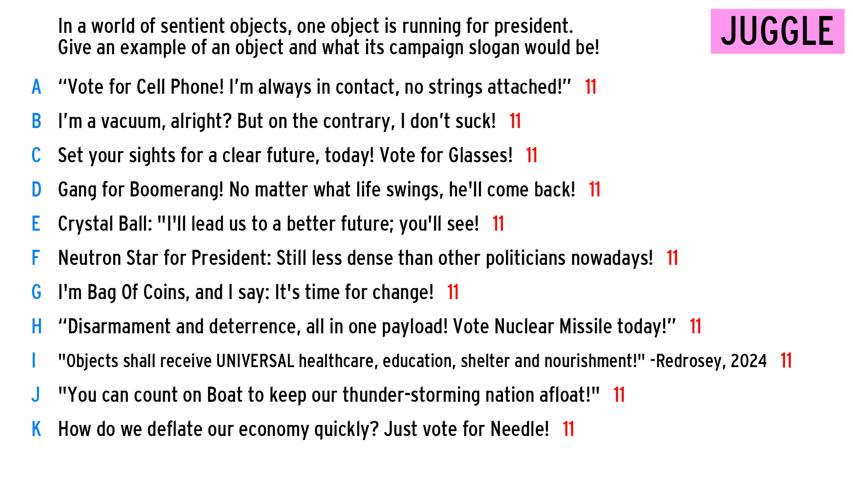 In a world of sentient objects, one object is running for president.
Give an example of an object and what its campaign slogan would be!
JUGGLE
A “Vote for Cell Phone! I’m always in contact, no strings attached!” 11
B I’m a vacuum, alright? But on the contrary, I don’t suck! 11
C Set your sights for a clear future, today! Vote for Glasses! 11
D Gang for Boomerang! No matter what life swings, he'll come back! 11
E Crystal Ball: "I'll lead us to a better future; you'll see! 11
F Neutron Star for President: Still less dense than other politicians nowadays! 11
G I'm Bag Of Coins, and I say: It's time for change! 11
H “Disarmament and deterrence, all in one payload! Vote Nuclear Missile today!” 11
I "Objects shall receive UNIVERSAL healthcare, education, shelter and nourishment!" -Redrosey, 2024 11
J "You can count on Boat to keep our thunder-storming nation afloat!" 11
K How do we deflate our economy quickly? Just vote for Needle! 11